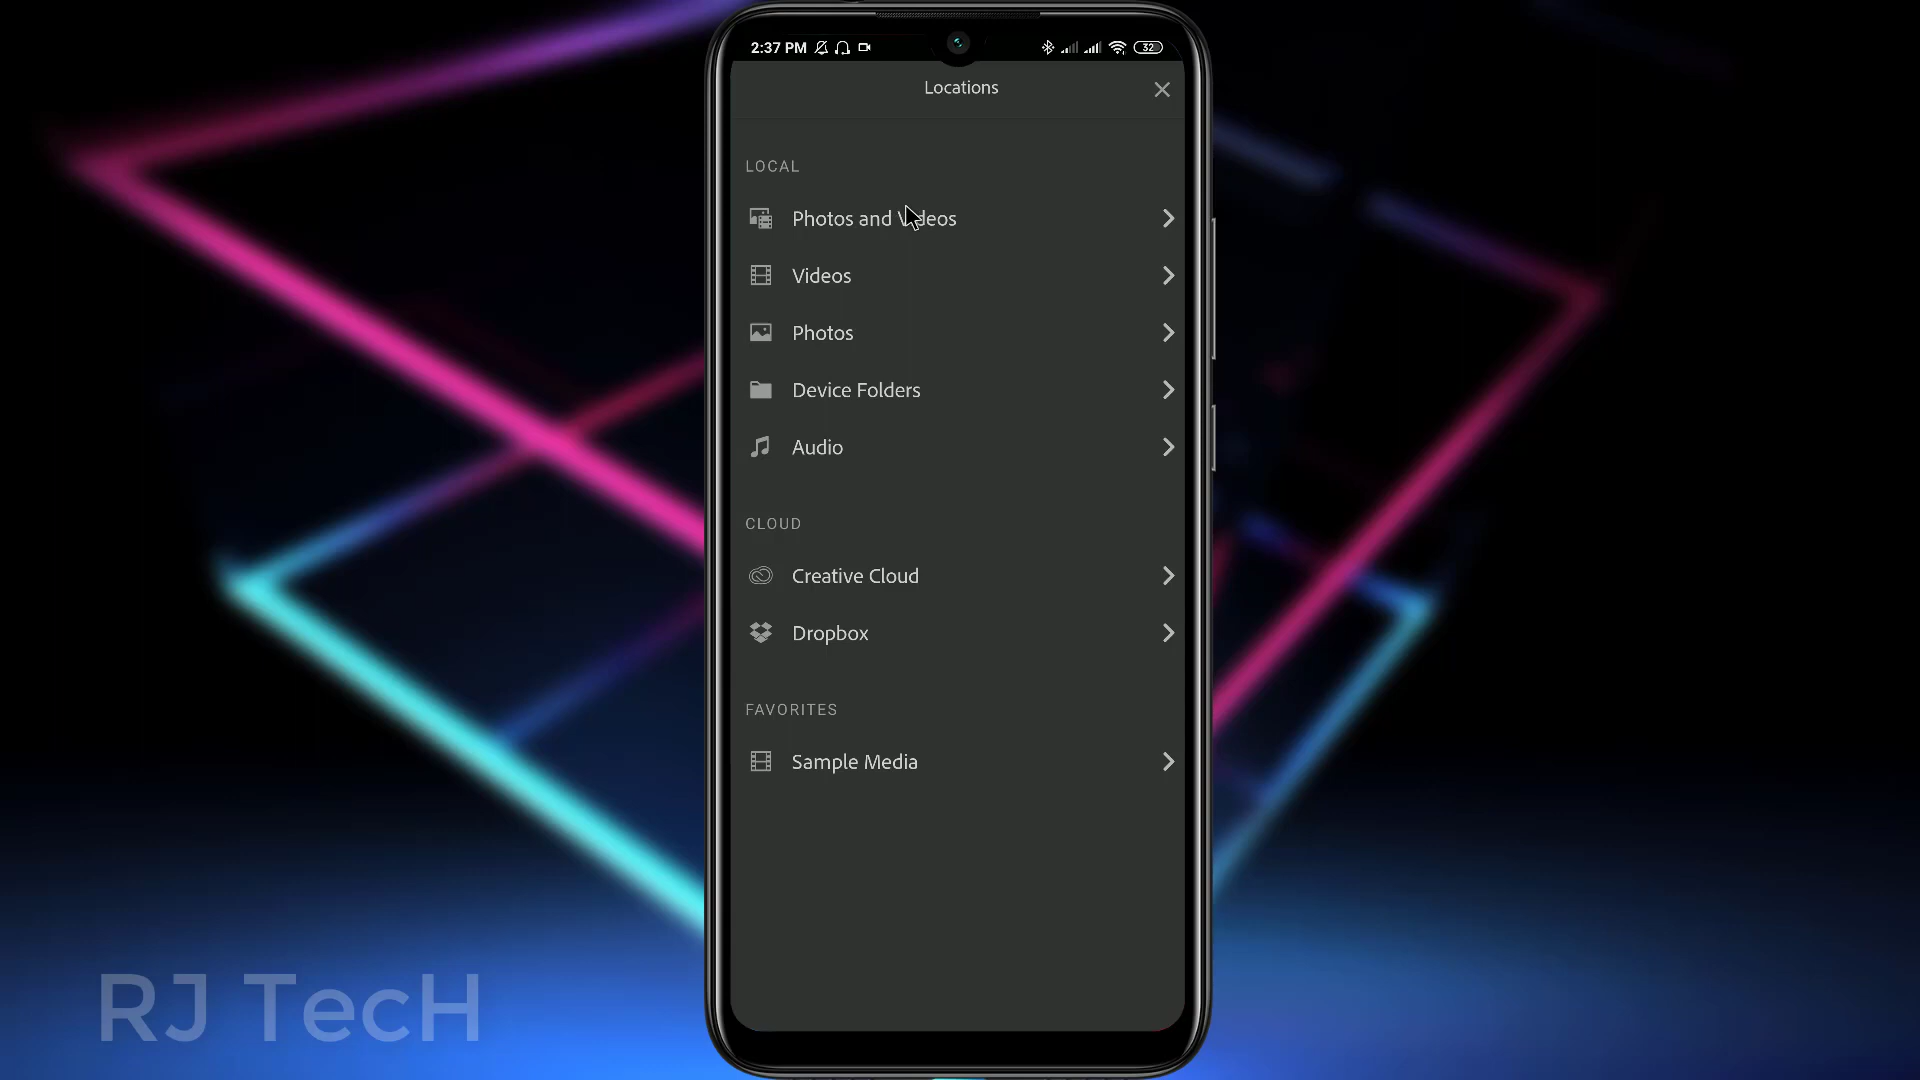 2:37 PM
32
Locations
LOCAL
Photos and Videos
Videos
Photos
Device Folders
Audio
CLOUD
Creative Cloud
Dropbox
FAVORITES
Sample Media
RJ TecH